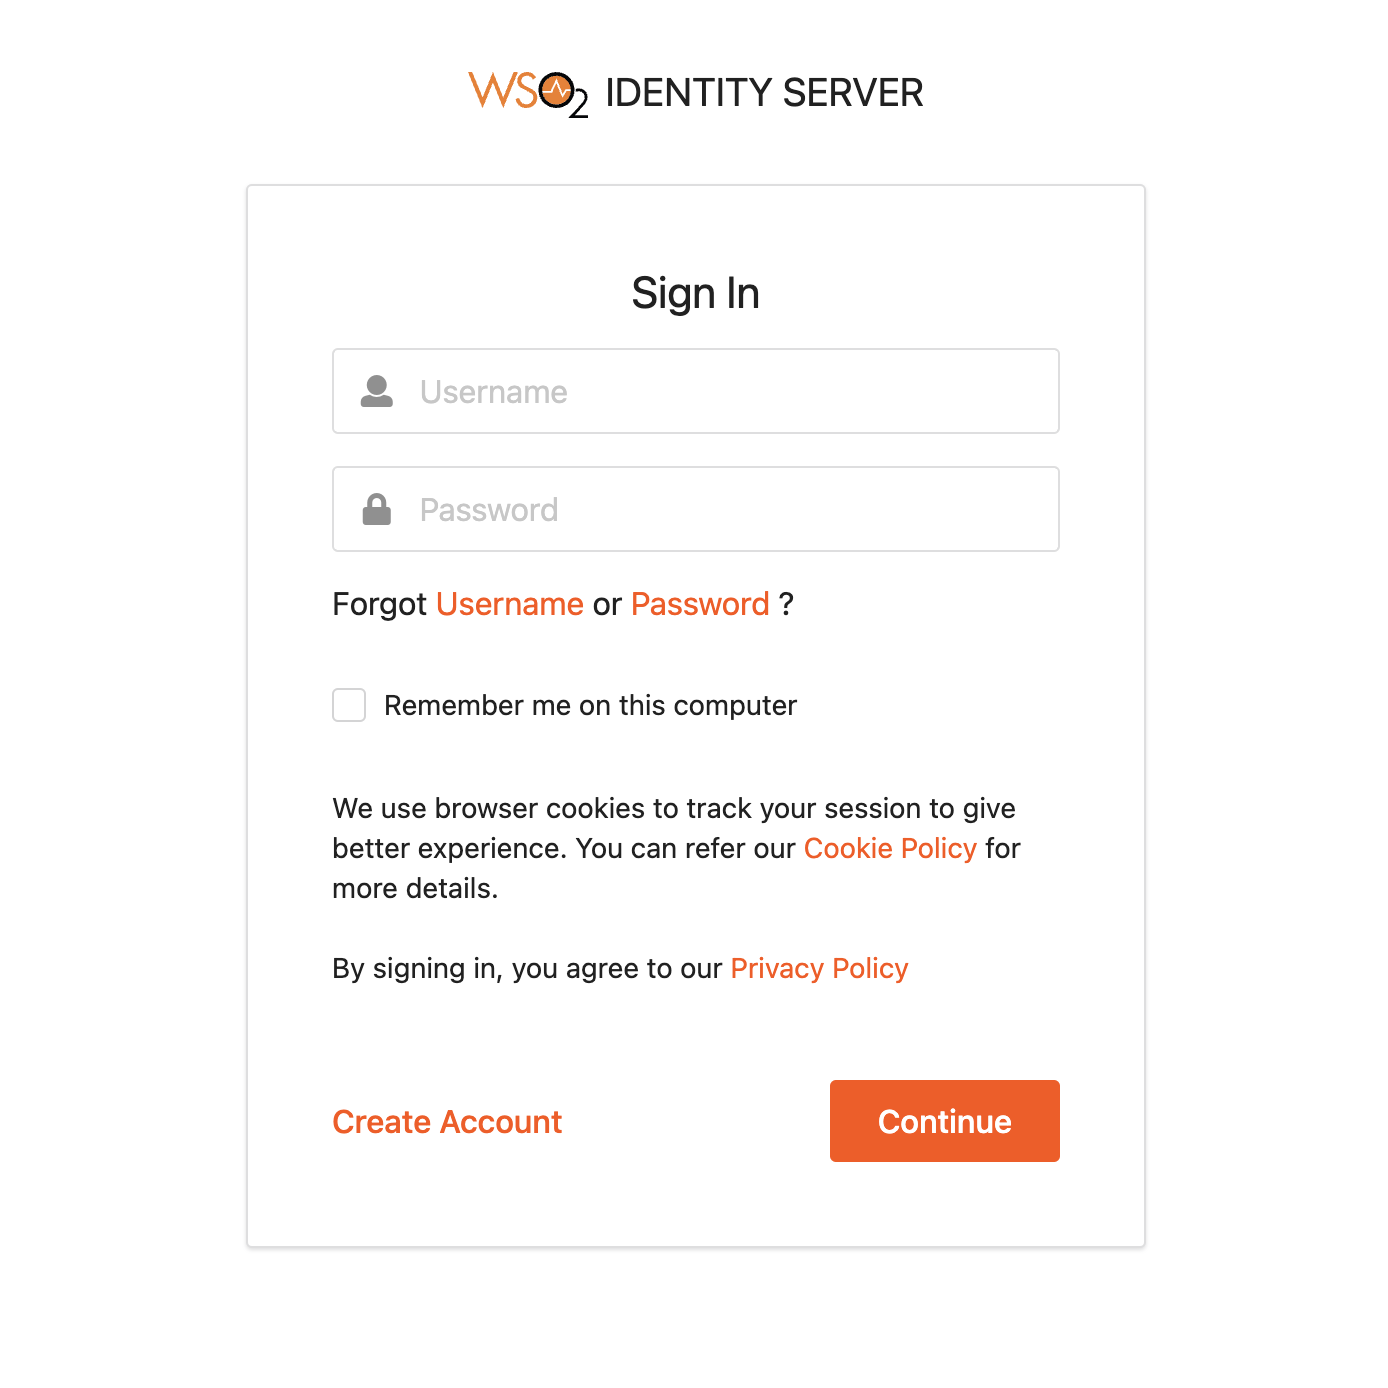 WSO2 IDENTITY SERVER
Sign In
Username
Password
Forgot Username or Password ?
Remember me on this computer
We use browser cookies to track your session to give
better experience. You can refer our Cookie Policy for
more details.
By signing in, you agree to our Privacy Policy
Create Account
Continue